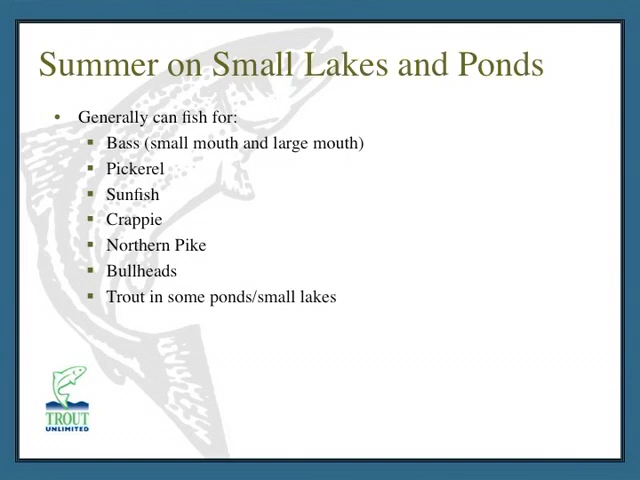 Summer on Small Lakes and Ponds
• Generally can fish for:
▪ Bass (small mouth and large mouth)
▪ Pickerel
▪ Sunfish
▪ Crappie
▪ Northern Pike
▪ Bullheads
▪ Trout in some ponds/small lakes
TROUT
UNLIMITED